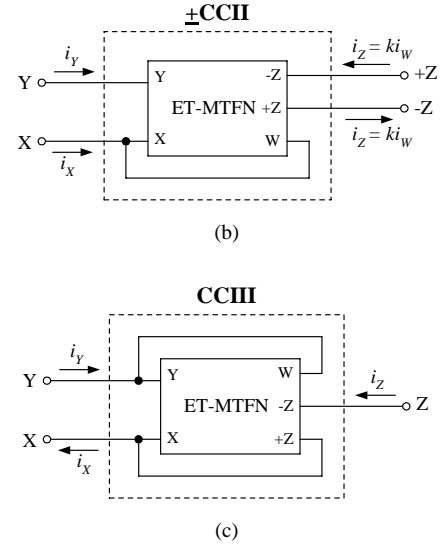 ±CCII
i_Y
i_Z = ki_W
Y
Y
-Z
+Z
ET-MTFN
+Z
-Z
X
X
W
i_X
i_Z = ki_W
(b)
CCIII
i_Y
W
Y
Y
i_Z
ET-MTFN
-Z
Z
X
X
+Z
i_X
(c)